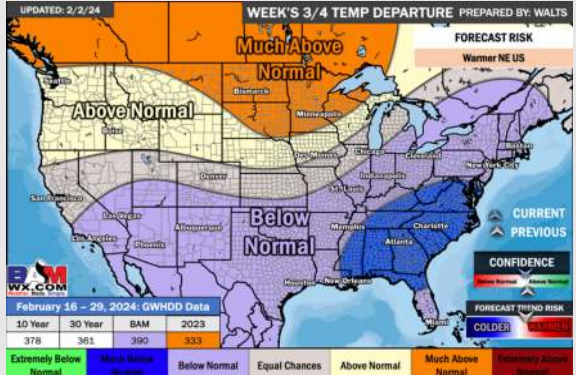 UPDATED: 2/2/24
WEEK'S 3/4 TEMP DEPARTURE PREPARED BY: WALTS
FORECAST RISK
Warmer NE US
Much Above
Normal
Seattle
Bismarck
Above Normal
Minneapolis
Boise
Des Moines
Chicago
Cleveland
Boston
New York City
Denver
Indianapolis
San Francisco
St. Louis
Las Vegas
Below
Normal
Los Angeles
Albuquerque
Memphis
Charlotte
Phoenix
Atlanta
CURRENT
PREVIOUS
Houston
New Orleans
Miami
BAM
WX.COM
CONFIDENCE
Below Normal
Above Normal
FORECAST TREND RISK
COLDER
WARMER
February 16 – 29, 2024: GWHDD Data
10 Year 30 Year BAM 2023
378 361 390 333
Extremely Below Normal
Much Below Normal
Below Normal
Equal Chances
Above Normal
Much Above Normal
Extremely Above Normal